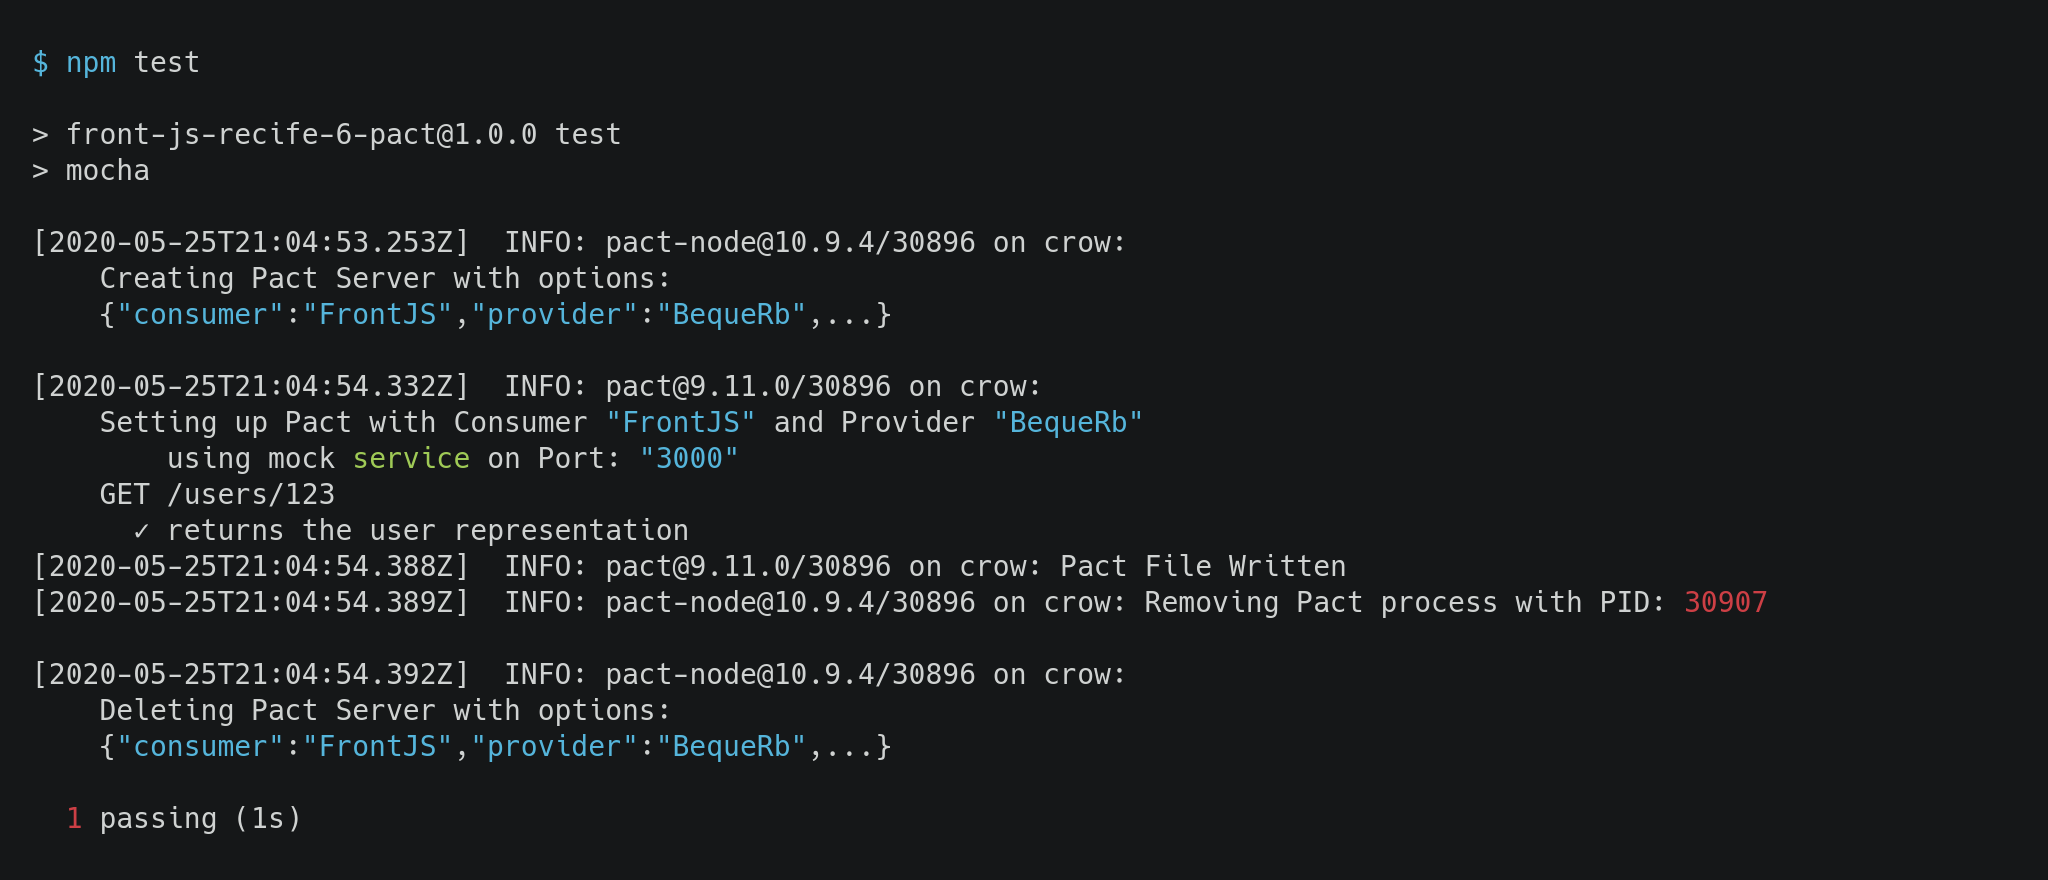 $ npm test
> front-js-recife-6-pact@1.0.0 test
> mocha
[2020-05-25T21:04:53.253Z]  INFO: pact-node@10.9.4/30896 on crow:
    Creating Pact Server with options:
    {"consumer":"FrontJS","provider":"BequeRb",...}
[2020-05-25T21:04:54.332Z]  INFO: pact@9.11.0/30896 on crow:
    Setting up Pact with Consumer "FrontJS" and Provider "BequeRb"
        using mock service on Port: "3000"
    GET /users/123
      ✓ returns the user representation
[2020-05-25T21:04:54.388Z]  INFO: pact@9.11.0/30896 on crow: Pact File Written
[2020-05-25T21:04:54.389Z]  INFO: pact-node@10.9.4/30896 on crow: Removing Pact process with PID: 30907
[2020-05-25T21:04:54.392Z]  INFO: pact-node@10.9.4/30896 on crow:
    Deleting Pact Server with options:
    {"consumer":"FrontJS","provider":"BequeRb",...}
  1 passing (1s)